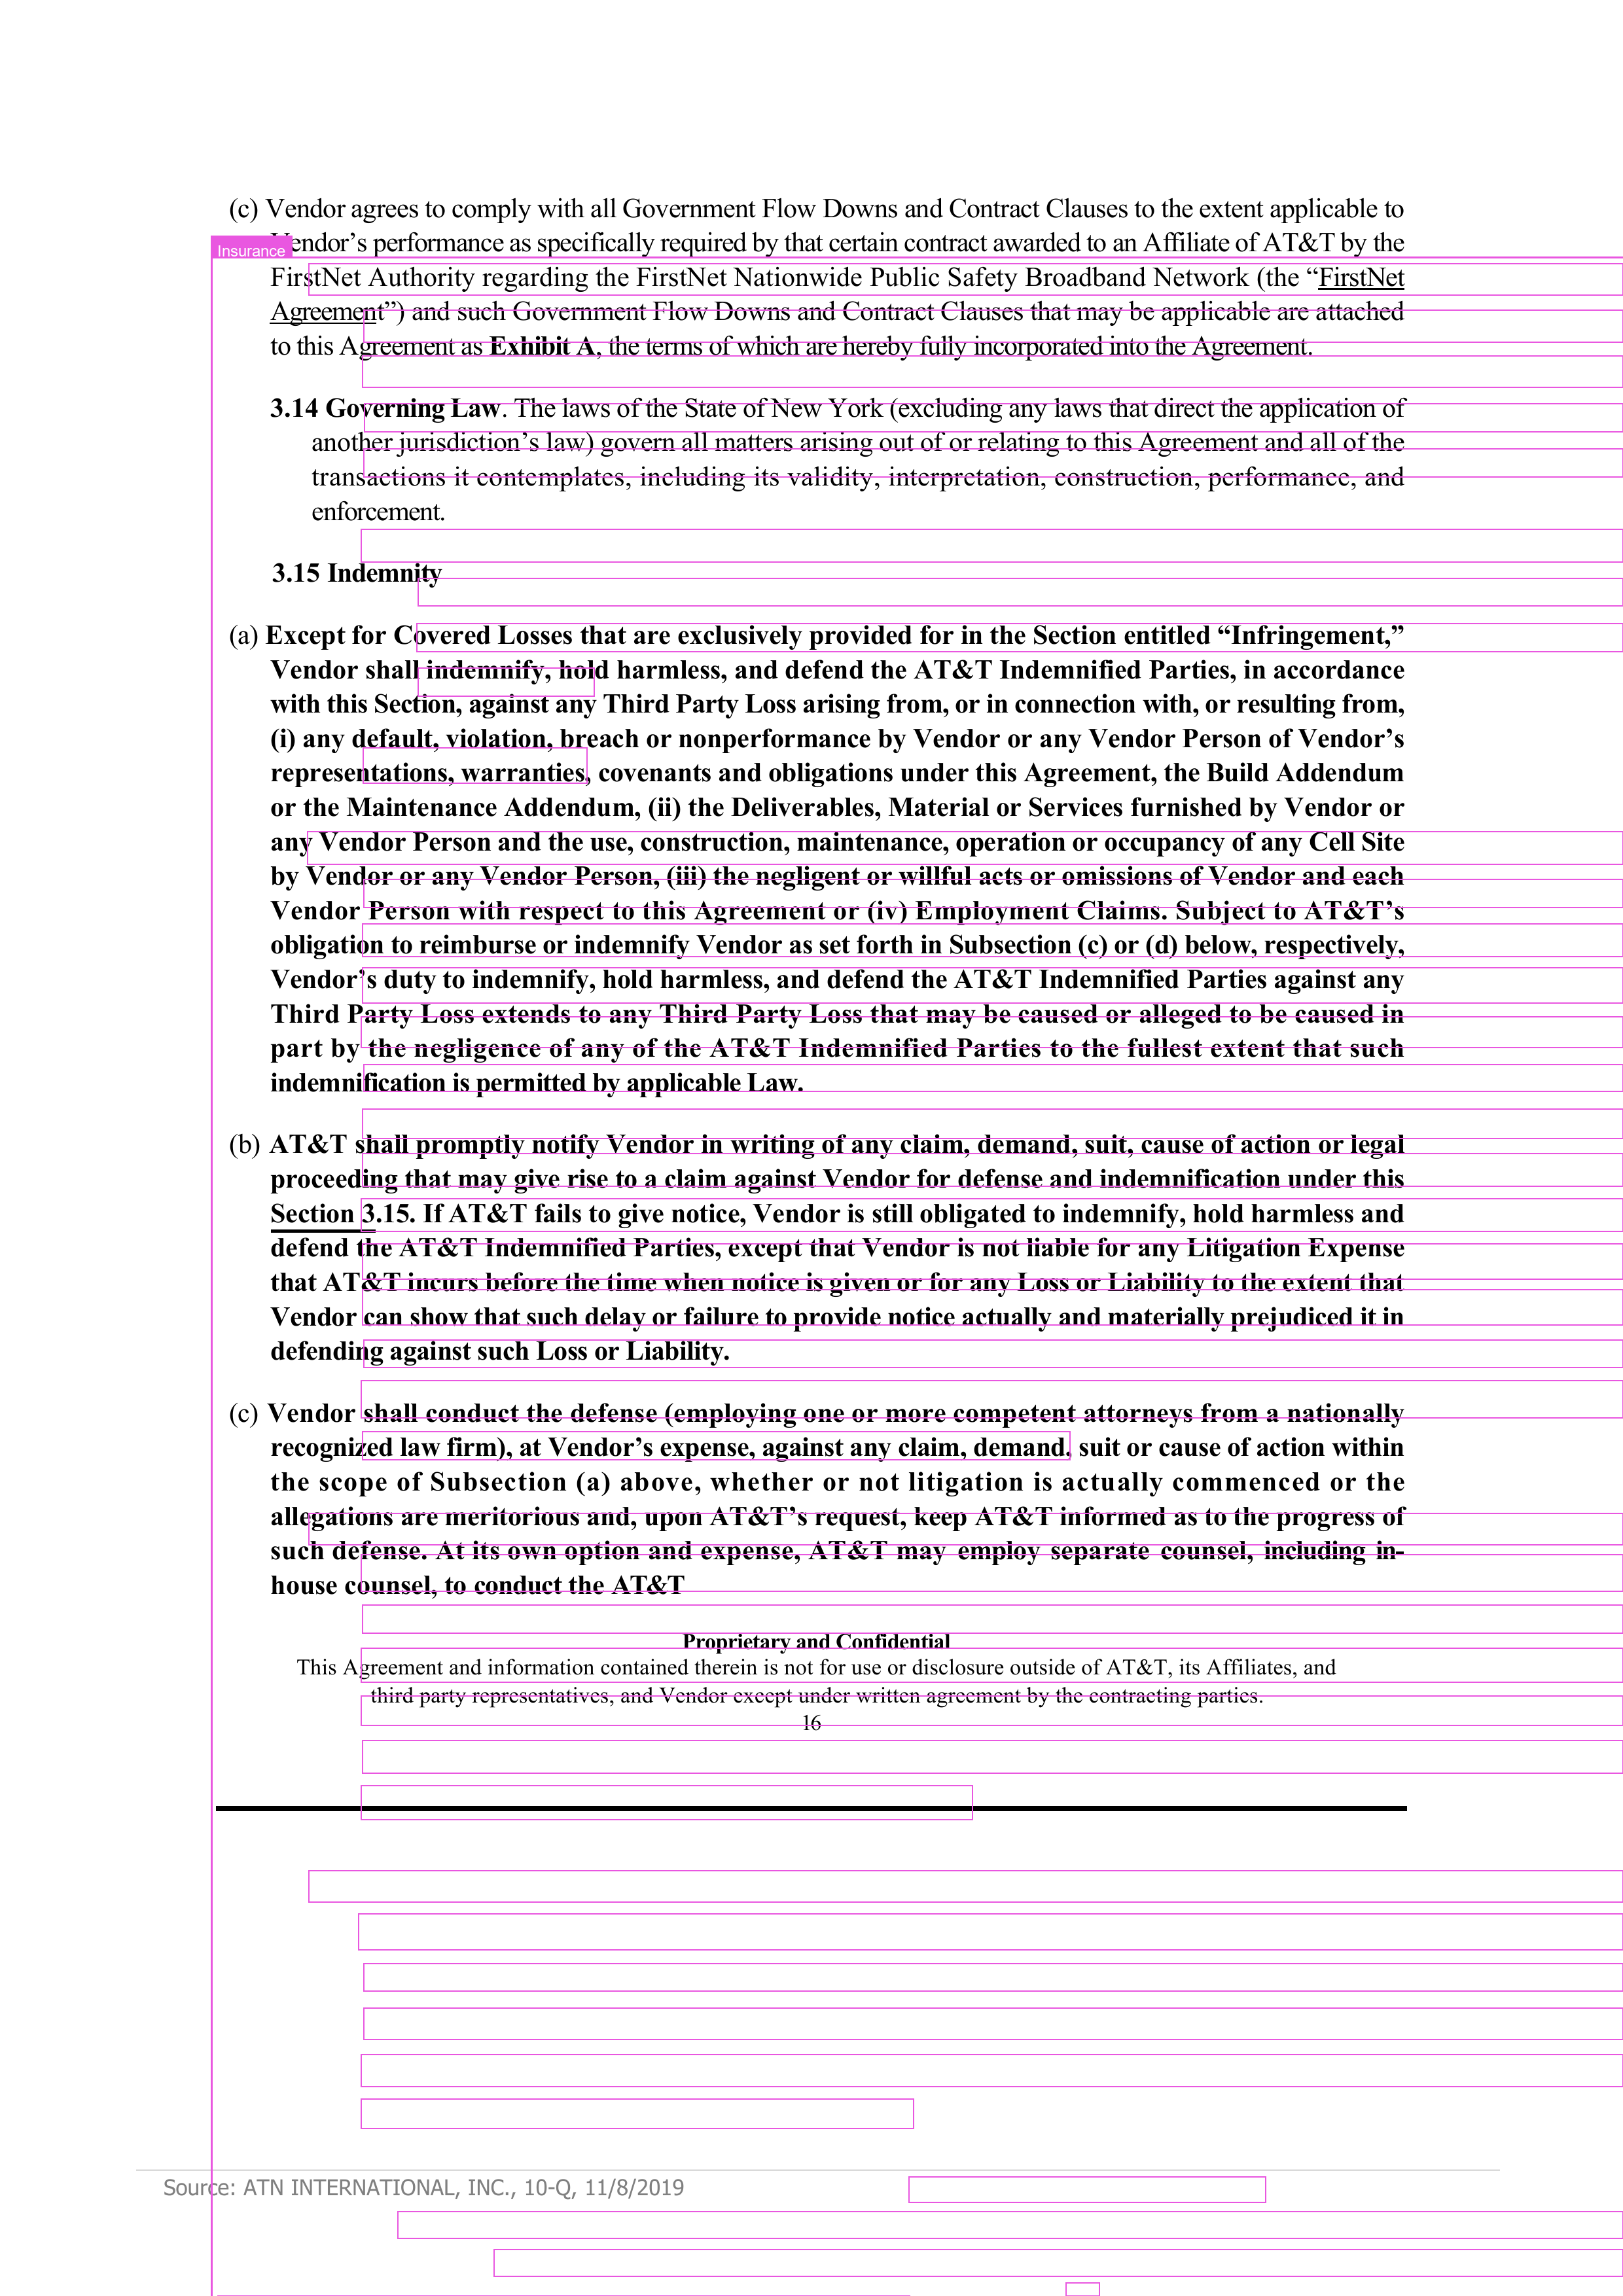 (c) Vendor agrees to comply with all Government Flow Downs and Contract Clauses to the extent applicable to
Vendor’s performance as specifically required by that certain contract awarded to an Affiliate of AT&T by the
Insurance
FirstNet Authority regarding the FirstNet Nationwide Public Safety Broadband Network (the “FirstNet
Agreement”) and such Government Flow Downs and Contract Clauses that may be applicable are attached
to this Agreement as Exhibit A, the terms of which are hereby fully incorporated into the Agreement.
3.14 Governing Law. The laws of the State of New York (excluding any laws that direct the application of
another jurisdiction’s law) govern all matters arising out of or relating to this Agreement and all of the
transactions it contemplates, including its validity, interpretation, construction, performance, and
enforcement.
3.15 Indemnity
(a) Except for Covered Losses that are exclusively provided for in the Section entitled “Infringement,”
Vendor shall indemnify, hold harmless, and defend the AT&T Indemnified Parties, in accordance
with this Section, against any Third Party Loss arising from, or in connection with, or resulting from,
(i) any default, violation, breach or nonperformance by Vendor or any Vendor Person of Vendor’s
representations, warranties, covenants and obligations under this Agreement, the Build Addendum
or the Maintenance Addendum, (ii) the Deliverables, Material or Services furnished by Vendor or
any Vendor Person and the use, construction, maintenance, operation or occupancy of any Cell Site
by Vendor or any Vendor Person, (iii) the negligent or willful acts or omissions of Vendor and each
Vendor Person with respect to this Agreement or (iv) Employment Claims. Subject to AT&T’s
obligation to reimburse or indemnify Vendor as set forth in Subsection (c) or (d) below, respectively,
Vendor’s duty to indemnify, hold harmless, and defend the AT&T Indemnified Parties against any
Third Party Loss extends to any Third Party Loss that may be caused or alleged to be caused in
part by the negligence of any of the AT&T Indemnified Parties to the fullest extent that such
indemnification is permitted by applicable Law.
(b) AT&T shall promptly notify Vendor in writing of any claim, demand, suit, cause of action or legal
proceeding that may give rise to a claim against Vendor for defense and indemnification under this
Section 3.15. If AT&T fails to give notice, Vendor is still obligated to indemnify, hold harmless and
defend the AT&T Indemnified Parties, except that Vendor is not liable for any Litigation Expense
that AT&T incurs before the time when notice is given or for any Loss or Liability to the extent that
Vendor can show that such delay or failure to provide notice actually and materially prejudiced it in
defending against such Loss or Liability.
(c) Vendor shall conduct the defense (employing one or more competent attorneys from a nationally
recognized law firm), at Vendor’s expense, against any claim, demand, suit or cause of action within
the scope of Subsection (a) above, whether or not litigation is actually commenced or the
allegations are meritorious and, upon AT&T’s request, keep AT&T informed as to the progress of
such defense. At its own option and expense, AT&T may employ separate counsel, including in-
house counsel, to conduct the AT&T
Proprietary and Confidential
This Agreement and information contained therein is not for use or disclosure outside of AT&T, its Affiliates, and
third party representatives, and Vendor except under written agreement by the contracting parties.
16
Source: ATN INTERNATIONAL, INC., 10-Q, 11/8/2019